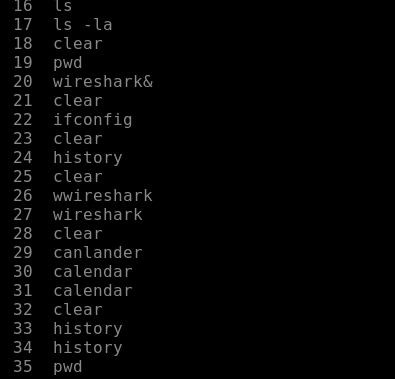 16 ls
17 ls -la
18 clear
19 pwd
20 wireshark&
21 clear
22 ifconfig
23 clear
24 history
25 clear
26 wwireshark
27 wireshark
28 clear
29 canlander
30 calendar
31 calendar
32 clear
33 history
34 history
35 pwd